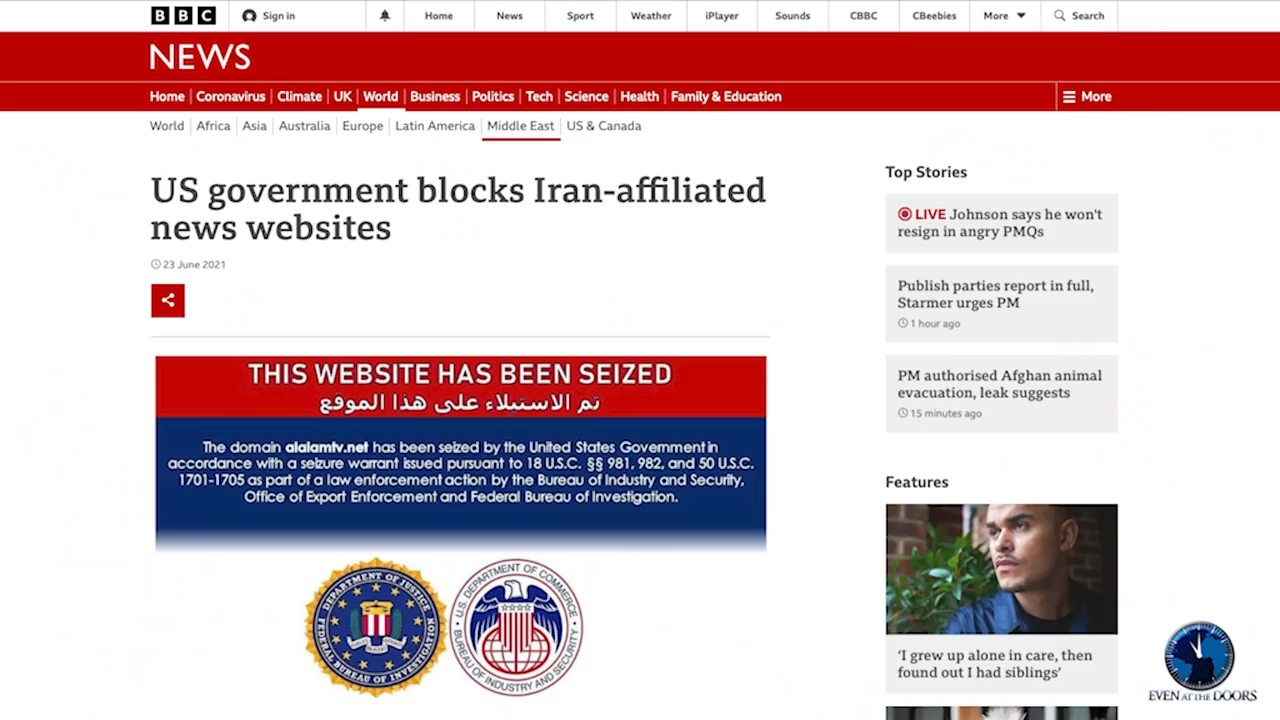 BBC
Sign in
Home
News
Sport
Weather
iPlayer
Sounds
CBBC
CBeebies
More
Search
NEWS
Home
Coronavirus
Climate
UK
World
Business
Politics
Tech
Science
Health
Family & Education
More
World
Africa
Asia
Australia
Europe
Latin America
Middle East
US & Canada
US government blocks Iran-affiliated
news websites
23 June 2021
THIS WEBSITE HAS BEEN SEIZED
تم الاستيلاء على هذا الموقع
The domain alalamtv.net has been seized by the United States Government in
accordance with a seizure warrant issued pursuant to 18 U.S.C. §§ 981, 982, and 50 U.S.C.
1701-1705 as part of a law enforcement action by the Bureau of Industry and Security,
Office of Export Enforcement and Federal Bureau of Investigation.
DEPARTMENT OF JUSTICE
FEDERAL BUREAU OF INVESTIGATION
U.S. DEPARTMENT OF COMMERCE
BUREAU OF INDUSTRY AND SECURITY
Top Stories
LIVE Johnson says he won't
resign in angry PMQs
Publish parties report in full,
Starmer urges PM
1 hour ago
PM authorised Afghan animal
evacuation, leak suggests
15 minutes ago
Features
‘I grew up alone in care, then
found out I had siblings’
EVEN AT THE DOORS